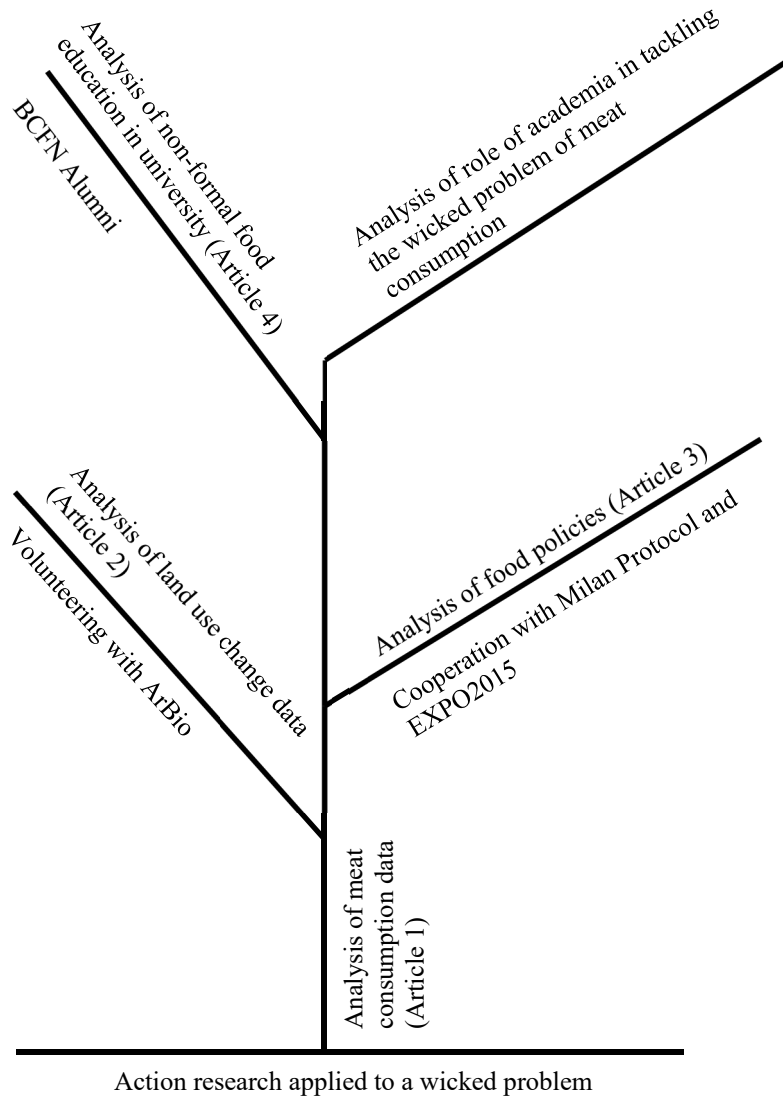 Analysis of non-formal food
education in university (Article 4)
BCFN Alumni
Analysis of role of academia in tackling
the wicked problem of meat
consumption
Analysis of land use change data
(Article 2)
Volunteering with ArBio
Analysis of food policies (Article 3)
Cooperation with Milan Protocol and
EXPO2015
Analysis of meat
consumption data
(Article 1)
Action research applied to a wicked problem